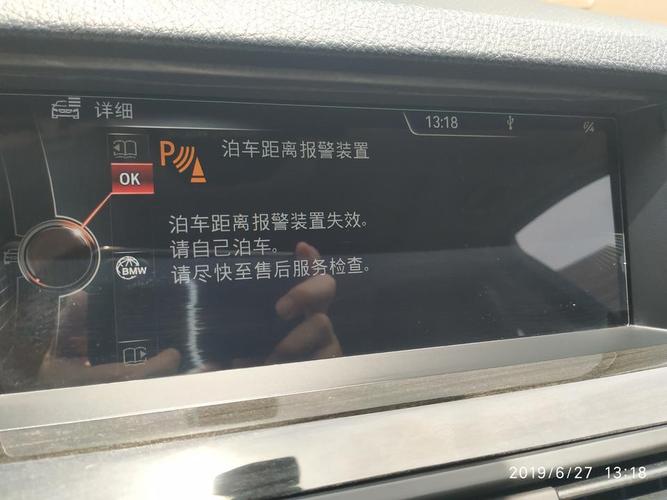 详细
13:18
P
泊车距离报警装置
OK
泊车距离报警装置失效。
请自己泊车。
BMW
请尽快至售后服务检查。
2019/6/27 13:18